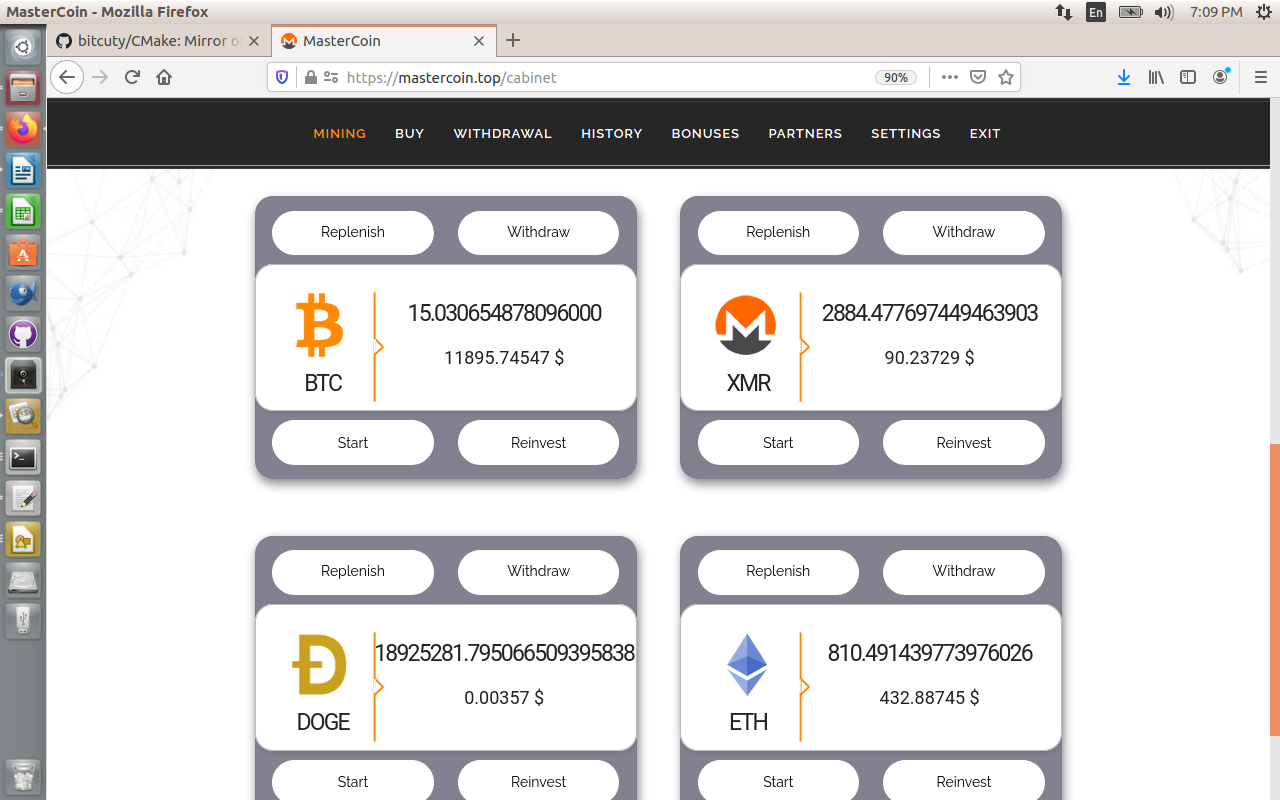 MasterCoin - Mozilla Firefox
En
7:09 PM
bitcuty/CMake: Mirror o
MasterCoin
https://mastercoin.top/cabinet
90%
MINING BUY WITHDRAWAL HISTORY BONUSES PARTNERS SETTINGS EXIT
Replenish Withdraw
BTC
15.030654878096000
11895.74547 $
Start Reinvest
Replenish Withdraw
XMR
2884.477697449463903
90.23729 $
Start Reinvest
Replenish Withdraw
DOGE
18925281.795066509395838
0.00357 $
Start Reinvest
Replenish Withdraw
ETH
810.491439773976026
432.88745 $
Start Reinvest